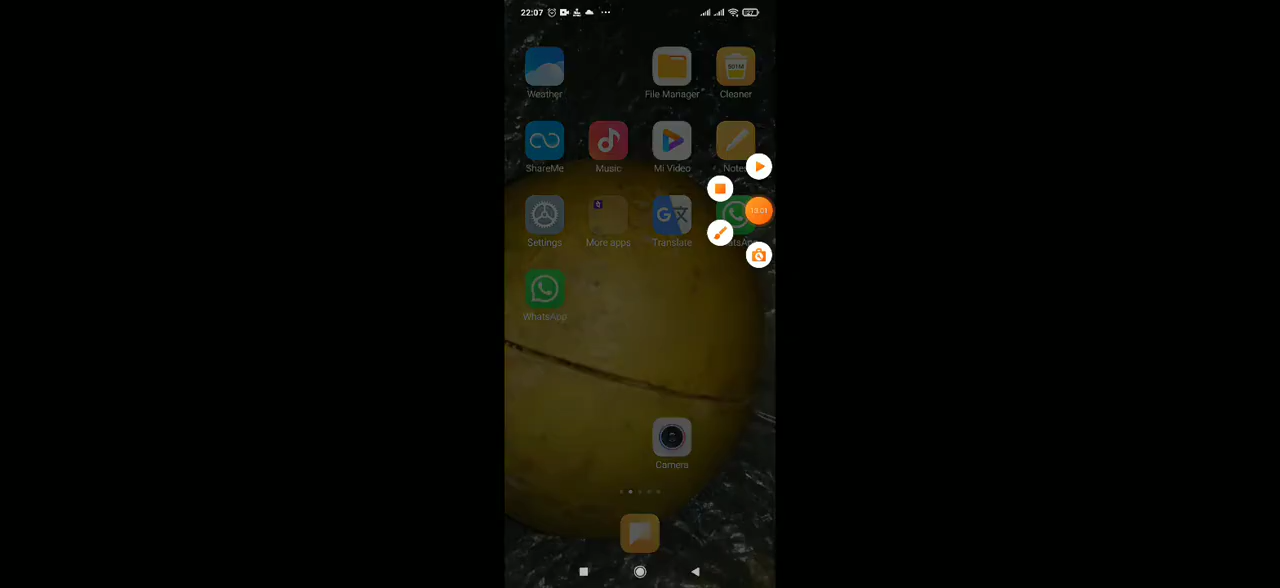 22:07
Weather
File Manager
Cleaner
ShareMe
Music
Mi Video
Settings
More apps
Translate
WhatsApp
Camera